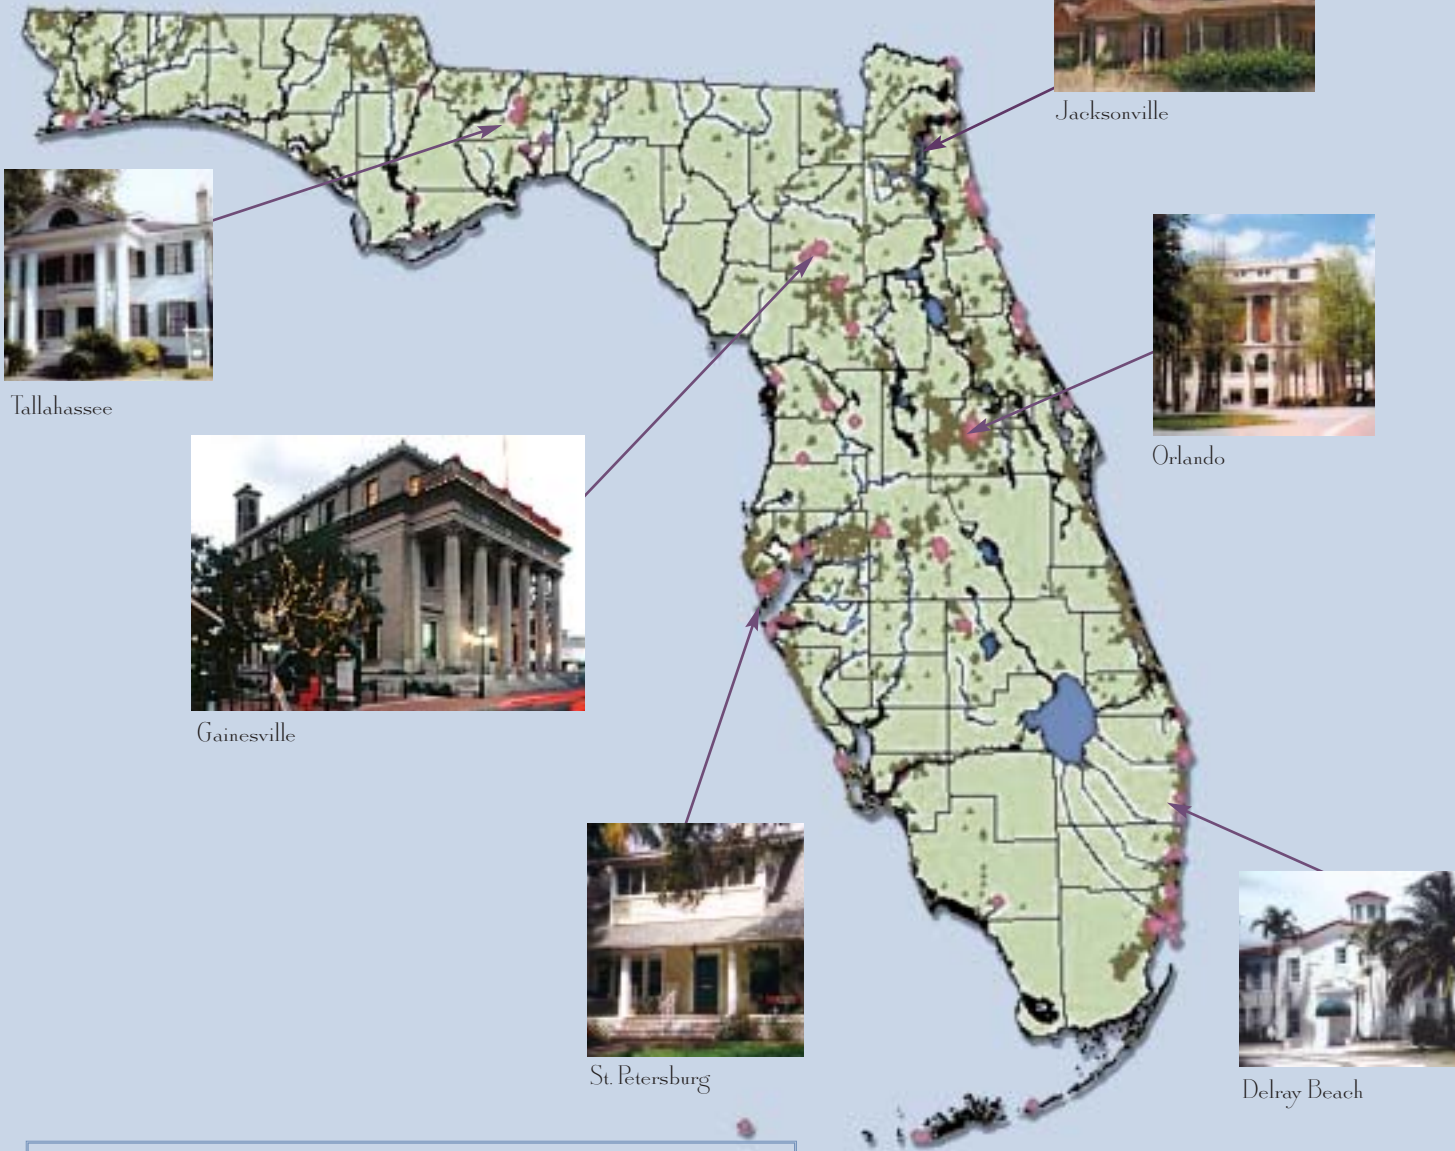 Jacksonville
Tallahassee
Orlando
Gainesville
St. Petersburg
Delray Beach